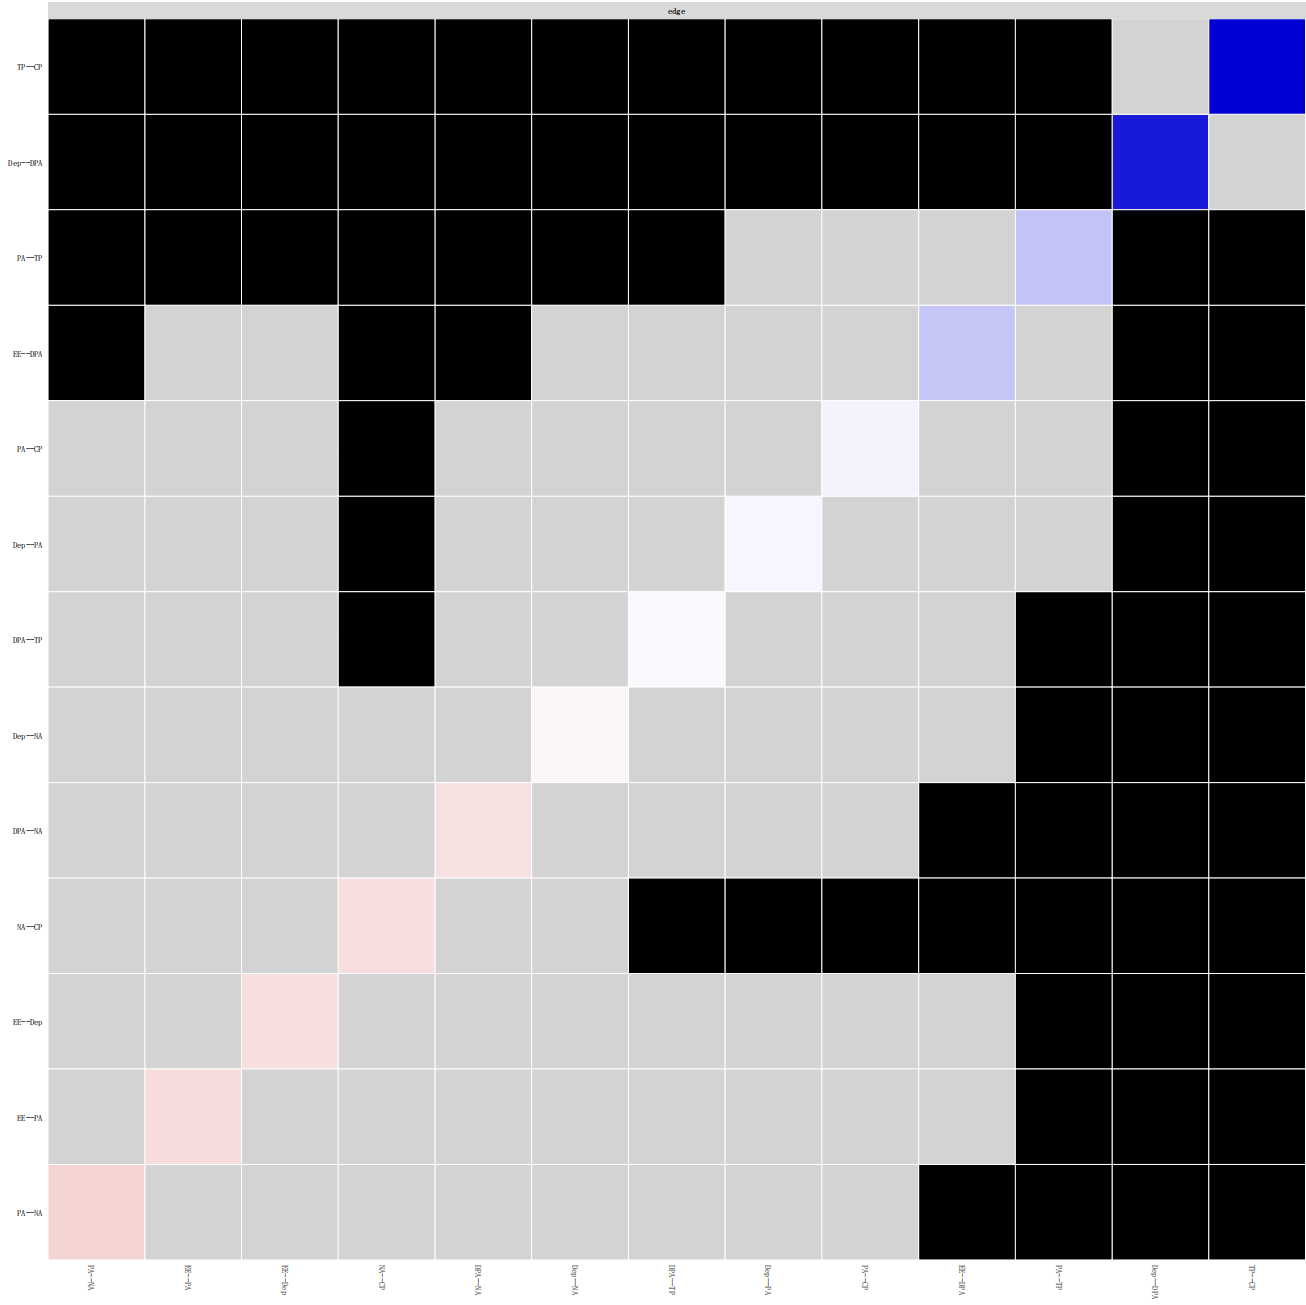 edge
TP--CP
Dep--DPA
PA--TP
EE--DPA
PA--CP
Dep--PA
DPA--TP
Dep--NA
DPA--NA
NA--CP
EE--Dep
EE--PA
PA--NA
PA--NA
EE--PA
EE--Dep
NA--CP
DPA--NA
Dep--NA
DPA--TP
Dep--PA
PA--CP
EE--DPA
PA--TP
Dep--DPA
TP--CP